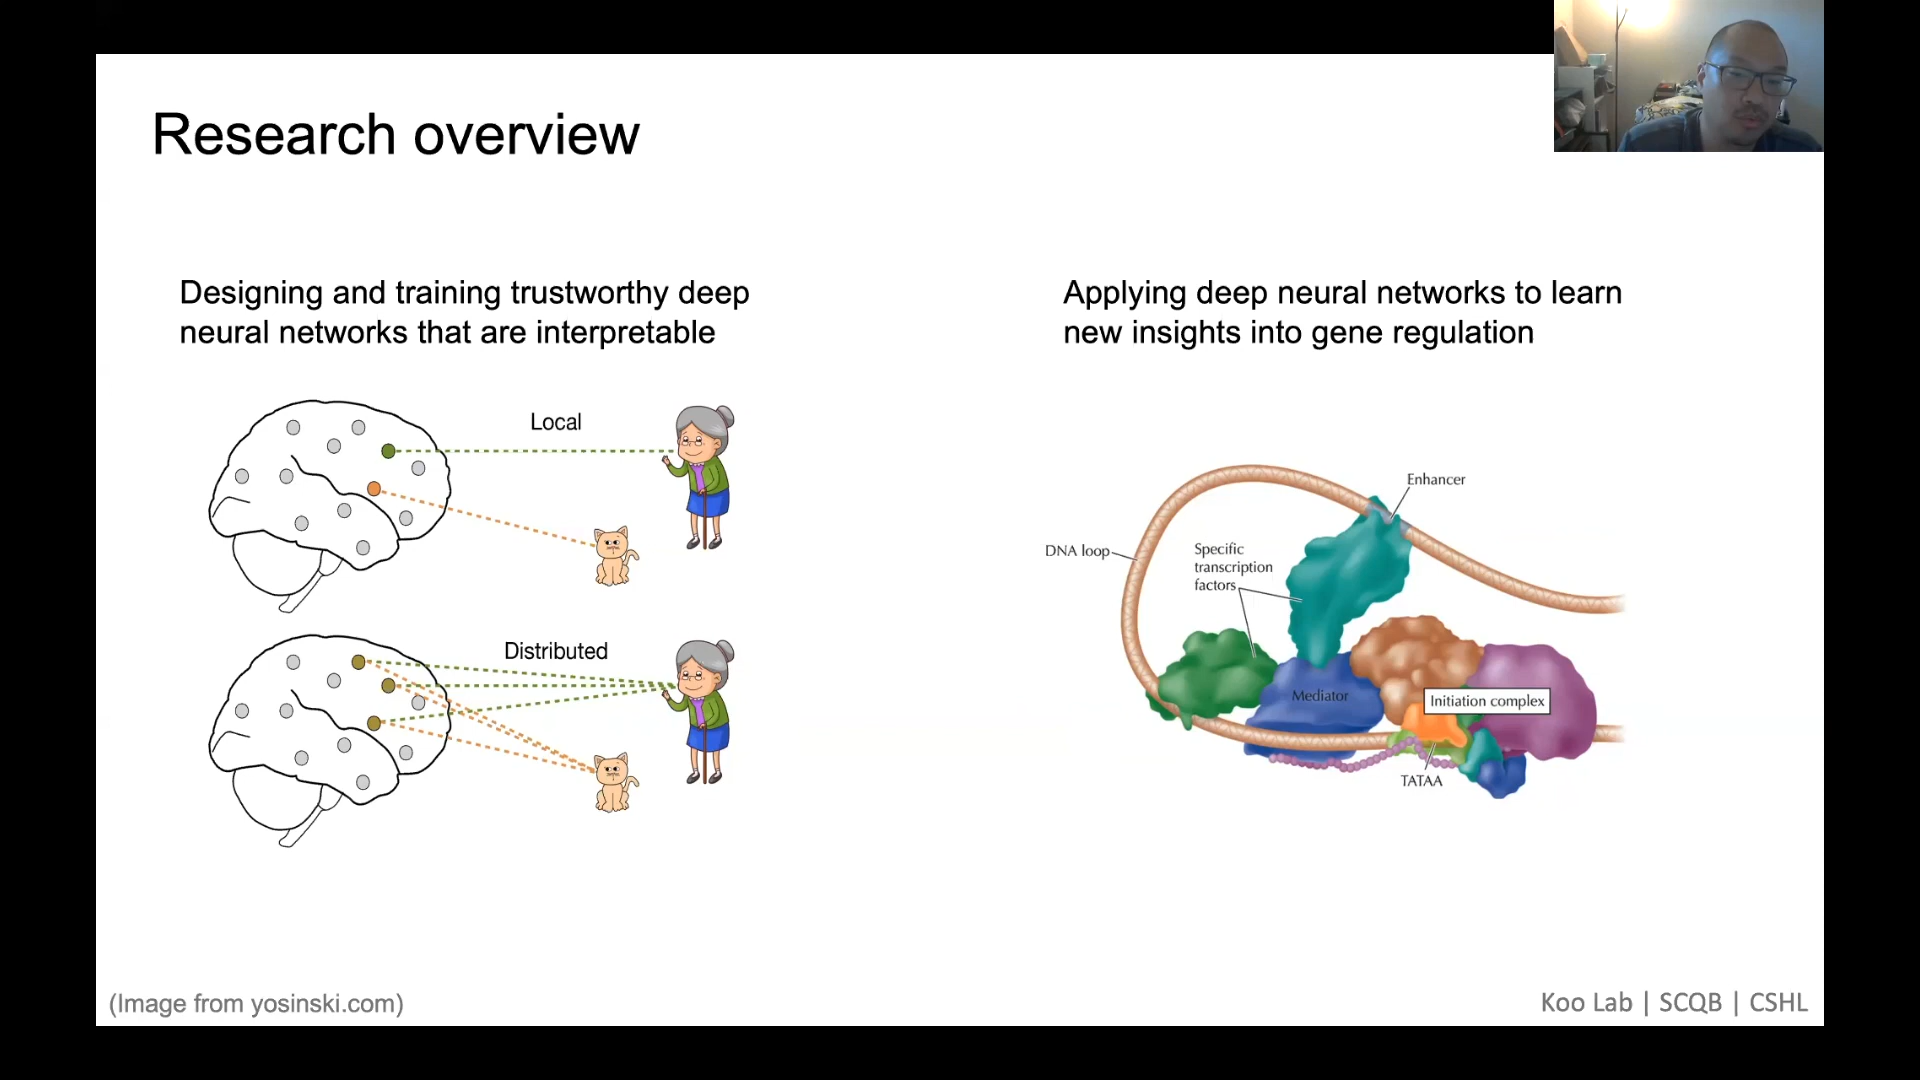 Research overview
Designing and training trustworthy deep
neural networks that are interpretable
Local
Distributed
Applying deep neural networks to learn
new insights into gene regulation
Enhancer
DNA loop
Specific
transcription
factors
Mediator
Initiation complex
TATAA
(Image from yosinski.com)
Koo Lab | SCQB | CSHL